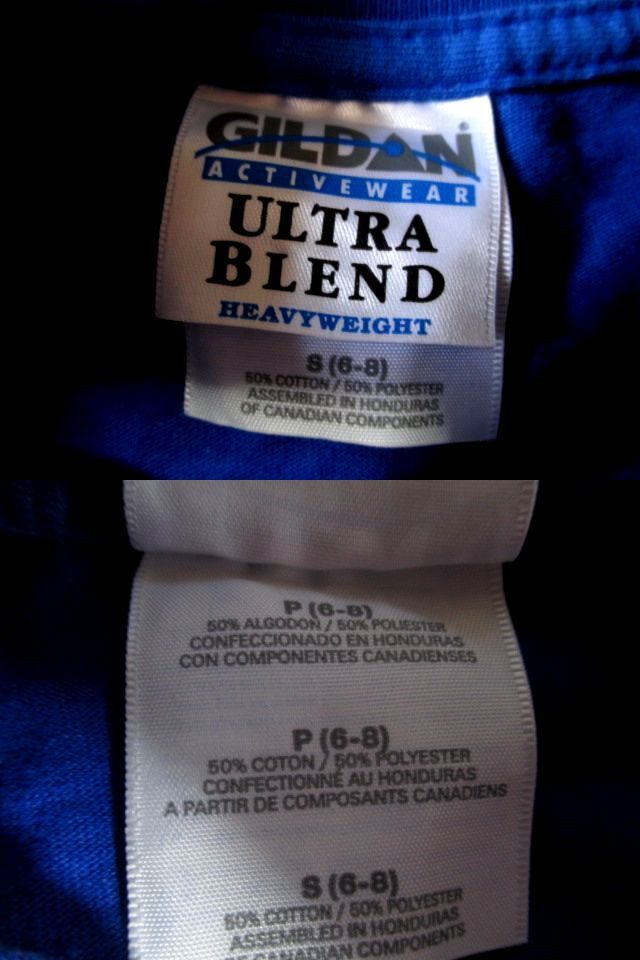 GILDAN®
ACTIVEWEAR
ULTRA
BLEND
HEAVYWEIGHT
S (6-8)
50% COTTON / 50% POLYESTER
ASSEMBLED IN HONDURAS
OF CANADIAN COMPONENTS
P (6-8)
50% ALGODON / 50% POLIESTER
CONFECCIONADO EN HONDURAS
CON COMPONENTES CANADIENSES
P (6-8)
50% COTON / 50% POLYESTER
CONFECTIONNÉ AU HONDURAS
A PARTIR DE COMPOSANTS CANADIENS
S (6-8)
50% COTTON / 50% POLYESTER
ASSEMBLED IN HONDURAS
OF CANADIAN COMPONENTS